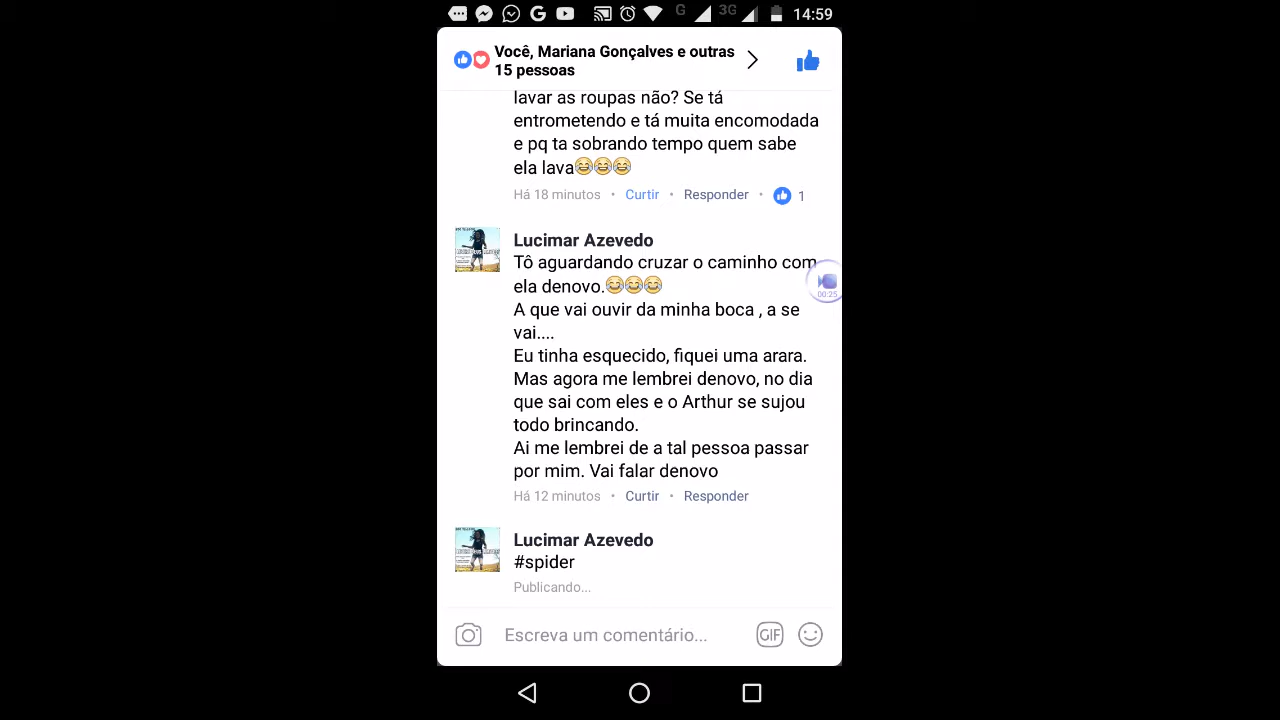 G 3G 14:59
Você, Mariana Gonçalves e outras
15 pessoas
lavar as roupas não? Se tá
entrometendo e tá muita encomodada
e pq ta sobrando tempo quem sabe
ela lava😂😂😂
Há 18 minutos • Curtir • Responder • 1
Lucimar Azevedo
Tô aguardando cruzar o caminho com
ela denovo.😂😂😂
00:25
A que vai ouvir da minha boca , a se
vai....
Eu tinha esquecido, fiquei uma arara.
Mas agora me lembrei denovo, no dia
que sai com eles e o Arthur se sujou
todo brincando.
Ai me lembrei de a tal pessoa passar
por mim. Vai falar denovo
Há 12 minutos • Curtir • Responder
Lucimar Azevedo
#spider
Publicando...
Escreva um comentário...
GIF